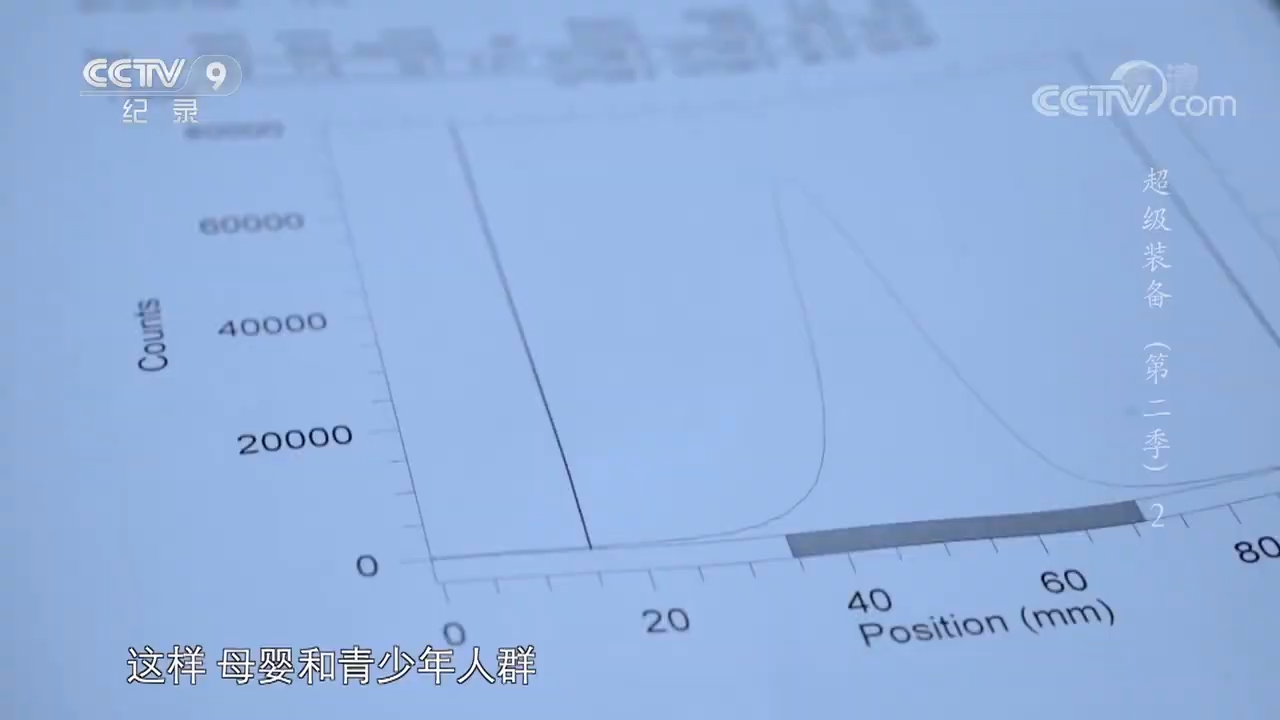 CCTV 9
纪录
CCTV.com
超级装备（第二季）2
80000
60000
40000
20000
0
Counts
0
20
40
60
80
Position (mm)
这样 母婴和青少年人群